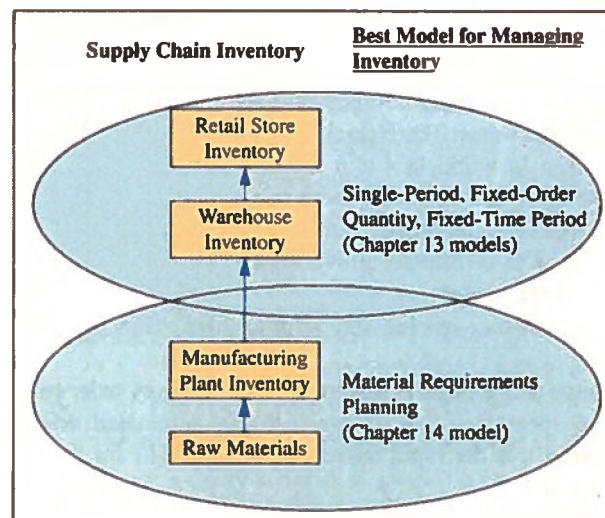 Supply Chain Inventory
Best Model for Managing
Inventory
Retail Store
Inventory
Warehouse
Inventory
Single-Period, Fixed-Order
Quantity, Fixed-Time Period
(Chapter 13 models)
Manufacturing
Plant Inventory
Raw Materials
Material Requirements
Planning
(Chapter 14 model)